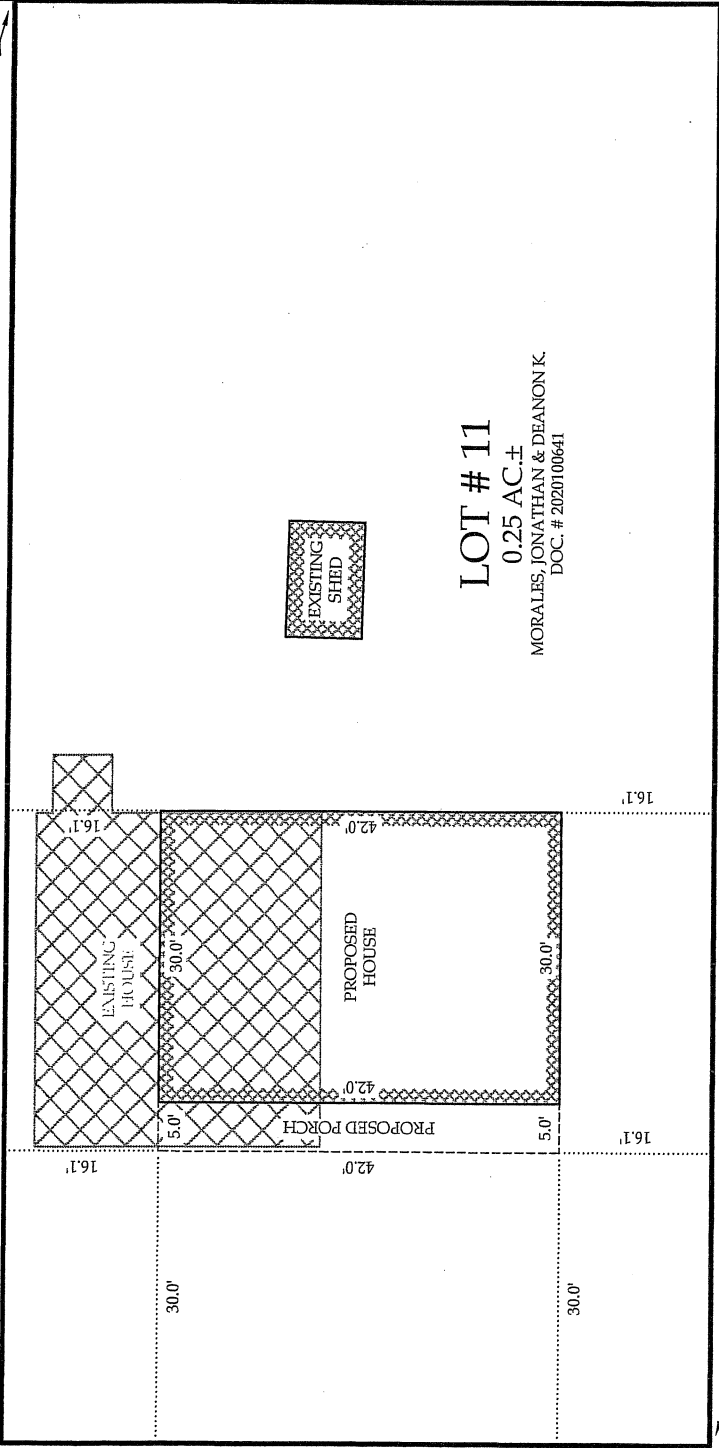 LOT # 11
0.25 AC.±
MORALES, JONATHAN & DEANON K.
DOC. # 2020100641
EXISTING
SHED
EXISTING
HOUSE
PROPOSED
HOUSE
PROPOSED PORCH
16.1'
16.1'
16.1'
16.1'
42.0'
42.0'
42.0'
30.0'
30.0'
5.0'
5.0'
30.0'
30.0'